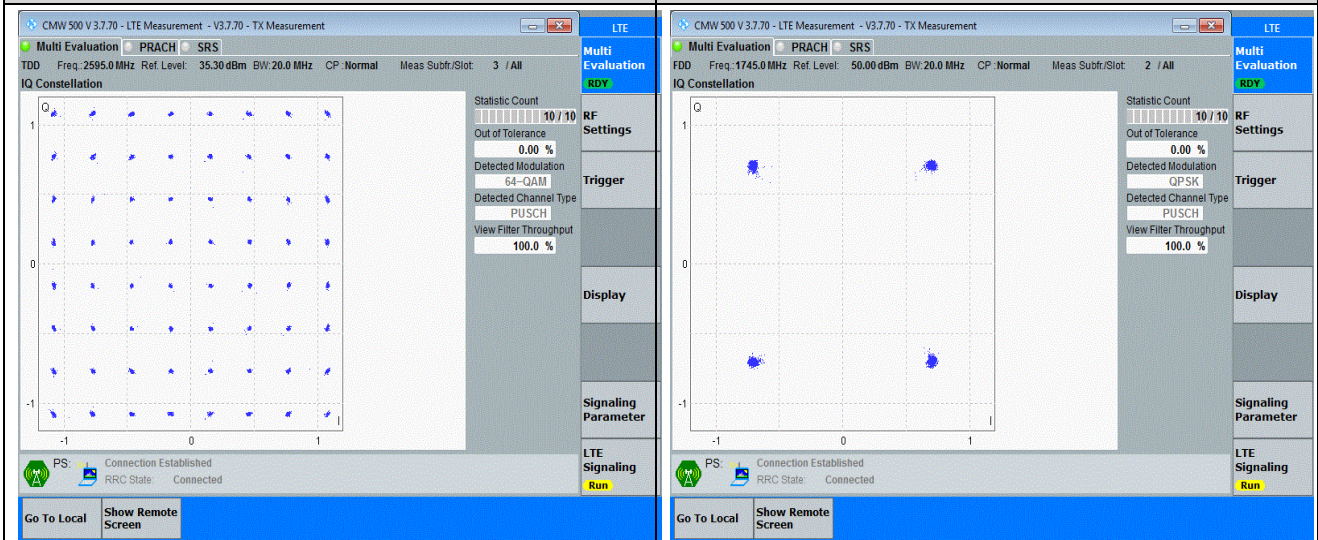 CMW 500 V 3.7.70 - LTE Measurement - V3.7.70 - TX Measurement
LTE
Multi Evaluation PRACH SRS
Multi
Evaluation
RDY
TDD Freq.:2595.0 MHz Ref. Level: 35.30 dBm BW:20.0 MHz CP :Normal Meas Subfr./Slot: 3 / All
IQ Constellation
Q
1
0
-1
-1 0 1
I
Statistic Count
10 / 10
Out of Tolerance
0.00 %
Detected Modulation
64-QAM
Detected Channel Type
PUSCH
View Filter Throughput
100.0 %
RF
Settings
Trigger
Display
Signaling
Parameter
LTE
Signaling
Run
PS: Connection Established
RRC State: Connected
Go To Local
Show Remote
Screen
CMW 500 V 3.7.70 - LTE Measurement - V3.7.70 - TX Measurement
LTE
Multi Evaluation PRACH SRS
Multi
Evaluation
RDY
FDD Freq.:1745.0 MHz Ref. Level: 50.00 dBm BW:20.0 MHz CP :Normal Meas Subfr./Slot: 2 / All
IQ Constellation
Q
1
0
-1
-1 0 1
I
Statistic Count
10 / 10
Out of Tolerance
0.00 %
Detected Modulation
QPSK
Detected Channel Type
PUSCH
View Filter Throughput
100.0 %
RF
Settings
Trigger
Display
Signaling
Parameter
LTE
Signaling
Run
PS: Connection Established
RRC State: Connected
Go To Local
Show Remote
Screen